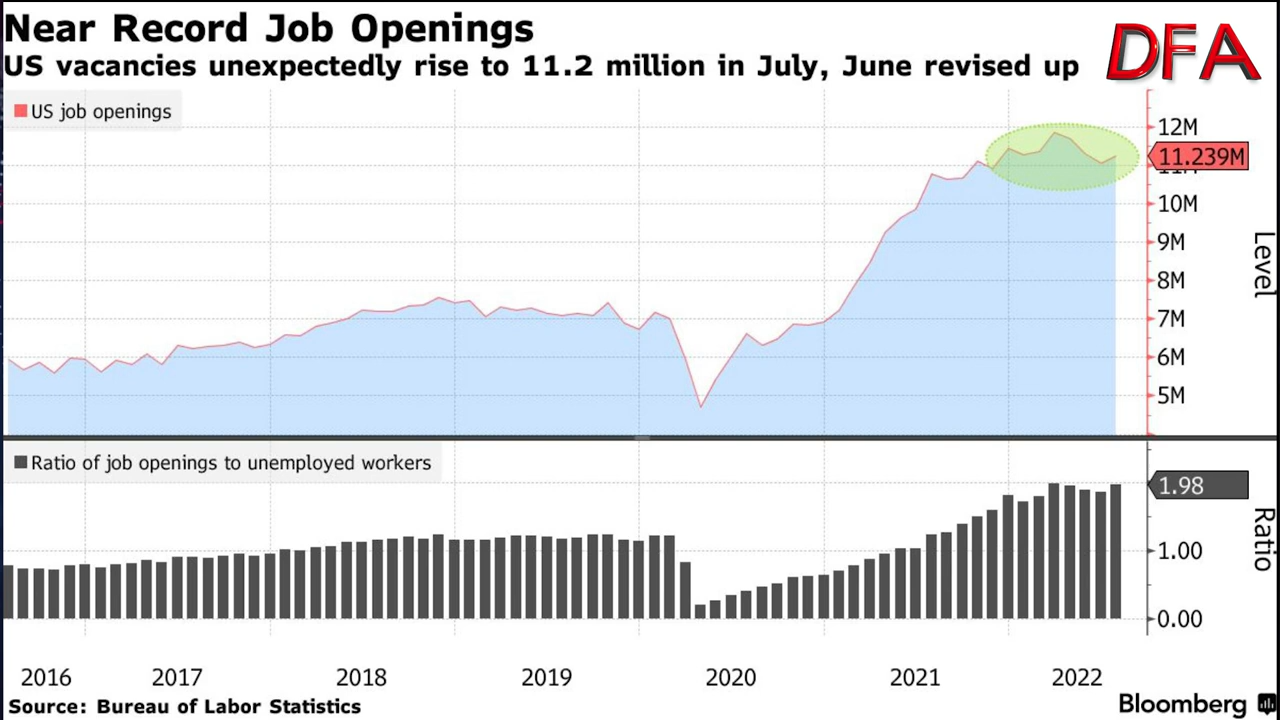 Near Record Job Openings
US vacancies unexpectedly rise to 11.2 million in July, June revised up
DFA
US job openings
12M
11.239M
11M
10M
9M
8M
7M
6M
5M
Level
Ratio of job openings to unemployed workers
1.98
1.00
0.00
Ratio
2016 2017 2018 2019 2020 2021 2022
Source: Bureau of Labor Statistics
Bloomberg